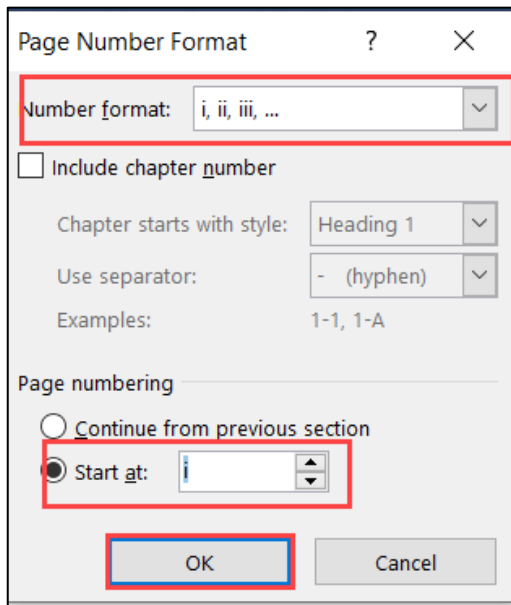 Page Number Format ? X
Number format: i, ii, iii, ...
Include chapter number
Chapter starts with style: Heading 1
Use separator: - (hyphen)
Examples: 1-1, 1-A
Page numbering
Continue from previous section
Start at: i
OK Cancel